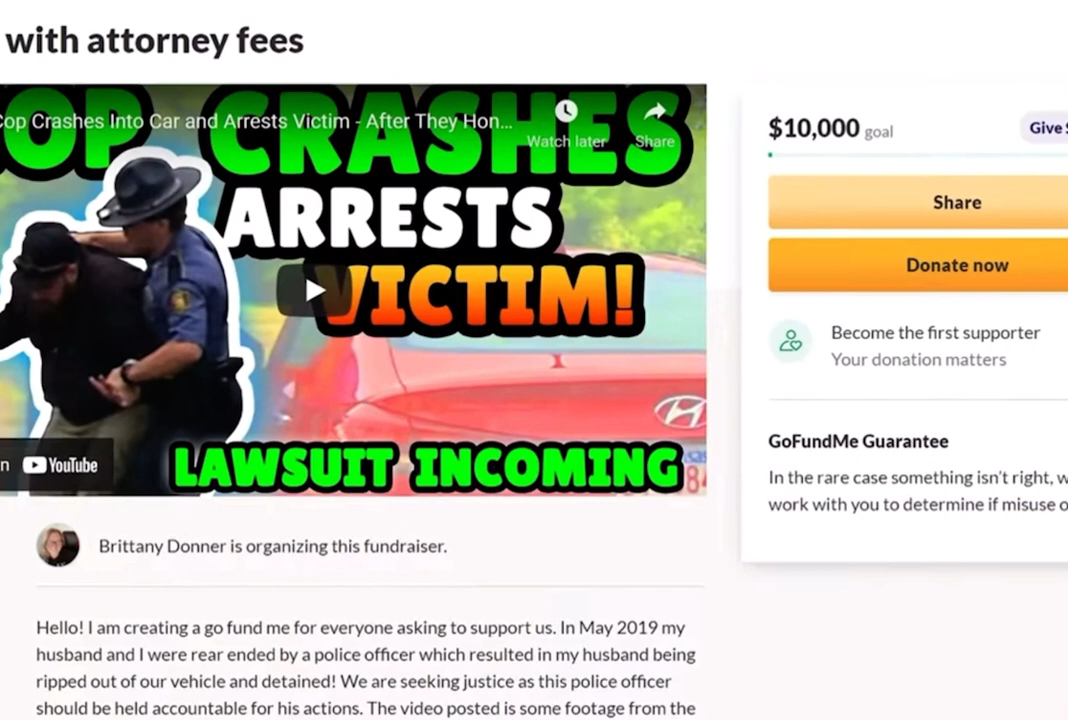 with attorney fees
OP CRASHES
Cop Crashes Into Car and Arrests Victim - After They Hon...
Watch later
Share
ARRESTS
VICTIM!
LAWSUIT INCOMING
n YouTube
$10,000 goal
Give
Share
Donate now
Become the first supporter
Your donation matters
GoFundMe Guarantee
In the rare case something isn't right, w
work with you to determine if misuse o
Brittany Donner is organizing this fundraiser.
Hello! I am creating a go fund me for everyone asking to support us. In May 2019 my
husband and I were rear ended by a police officer which resulted in my husband being
ripped out of our vehicle and detained! We are seeking justice as this police officer
should be held accountable for his actions. The video posted is some footage from the